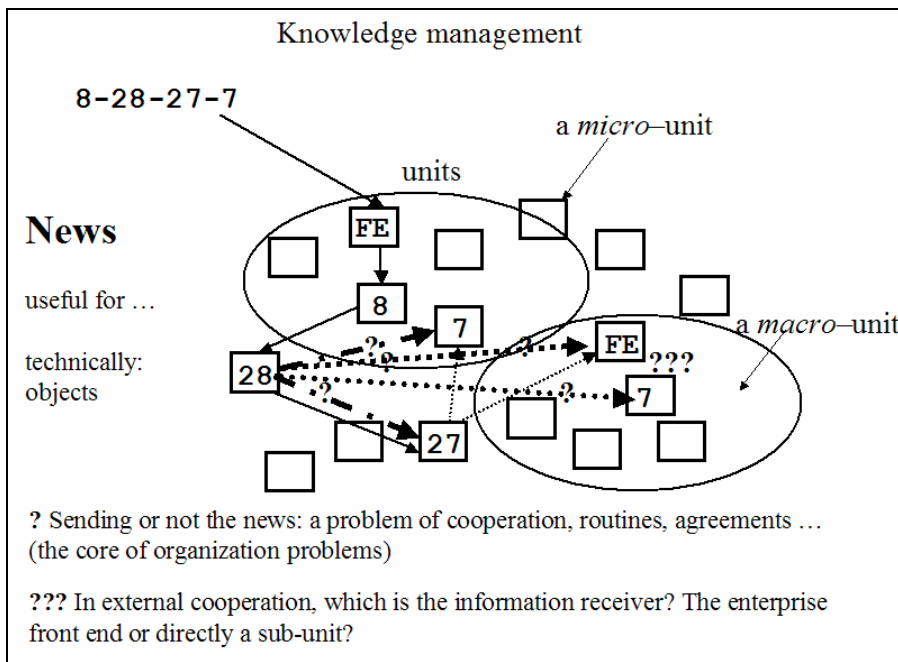 Knowledge management
8-28-27-7
a micro–unit
units
FE
News
8
useful for …
7
a macro–unit
FE
?
?
?
???
technically:
objects
28
?
?
7
27
? Sending or not the news: a problem of cooperation, routines, agreements …
(the core of organization problems)
??? In external cooperation, which is the information receiver? The enterprise
front end or directly a sub-unit?